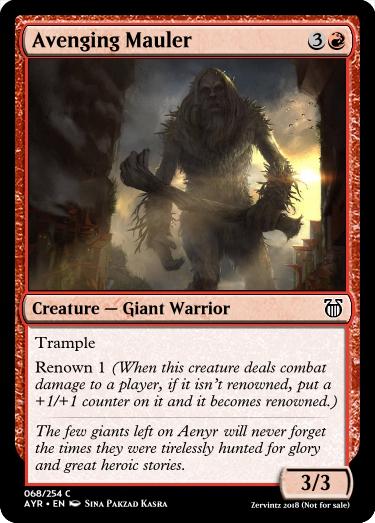 Avenging Mauler 3
Creature — Giant Warrior
Trample
Renown 1 (When this creature deals combat
damage to a player, if it isn't renowned, put a
+1/+1 counter on it and it becomes renowned.)
The few giants left on Aenyr will never forget
the times they were tirelessly hunted for glory
and great heroic stories.
3/3
068/254 C
AYR • EN Sina Pakzad Kasra
Zervintz 2018 (Not for sale)